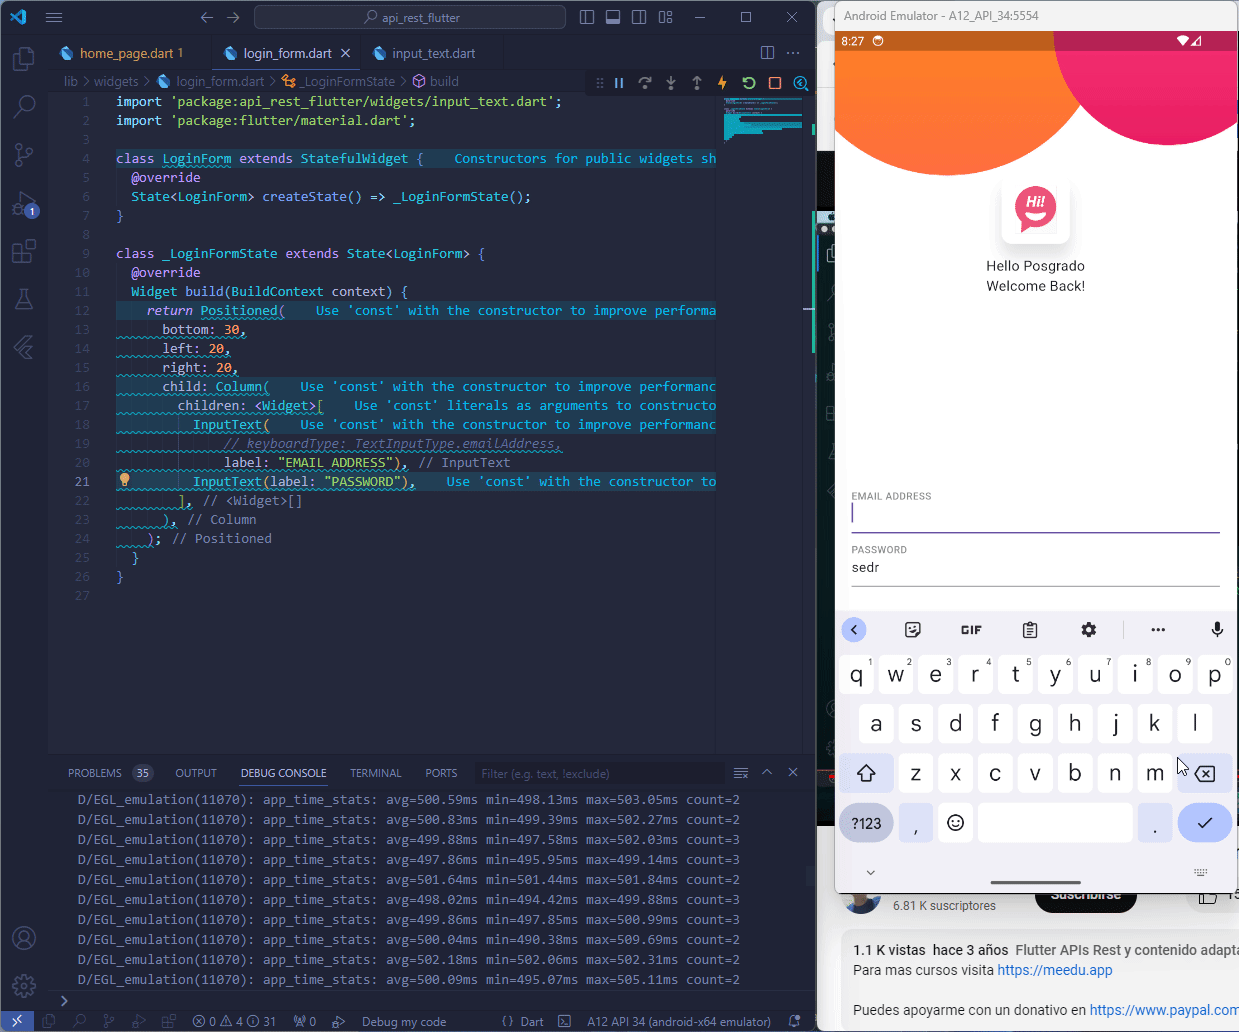 api_rest_flutter
home_page.dart 1
login_form.dart
input_text.dart
lib > widgets > login_form.dart > _LoginFormState > build
1 import 'package:api_rest_flutter/widgets/input_text.dart';
2 import 'package:flutter/material.dart';
3
4 class LoginForm extends StatefulWidget { Constructors for public widgets sh
5 @override
6 State<LoginForm> createState() => _LoginFormState();
7 }
8
9 class _LoginFormState extends State<LoginForm> {
10 @override
11 Widget build(BuildContext context) {
12 return Positioned( Use 'const' with the constructor to improve performa
13 bottom: 30,
14 left: 20,
15 right: 20,
16 child: Column( Use 'const' with the constructor to improve performanc
17 children: <Widget>[ Use 'const' literals as arguments to constructo
18 InputText( Use 'const' with the constructor to improve performanc
19 // keyboardType: TextInputType.emailAddress,
20 label: "EMAIL ADDRESS"), // InputText
21 InputText(label: "PASSWORD"), Use 'const' with the constructor to
22 ], // <Widget>[]
23 ), // Column
24 ); // Positioned
25 }
26 }
27
PROBLEMS 35 OUTPUT DEBUG CONSOLE TERMINAL PORTS Filter (e.g. text, !exclude)
D/EGL_emulation(11070): app_time_stats: avg=500.59ms min=498.13ms max=503.05ms count=2
D/EGL_emulation(11070): app_time_stats: avg=500.83ms min=499.39ms max=502.27ms count=2
D/EGL_emulation(11070): app_time_stats: avg=499.88ms min=497.58ms max=502.03ms count=3
D/EGL_emulation(11070): app_time_stats: avg=497.86ms min=495.95ms max=499.14ms count=3
D/EGL_emulation(11070): app_time_stats: avg=501.64ms min=501.44ms max=501.84ms count=2
D/EGL_emulation(11070): app_time_stats: avg=498.02ms min=494.42ms max=499.88ms count=3
D/EGL_emulation(11070): app_time_stats: avg=499.86ms min=497.85ms max=500.99ms count=3
D/EGL_emulation(11070): app_time_stats: avg=500.04ms min=490.38ms max=509.69ms count=2
D/EGL_emulation(11070): app_time_stats: avg=502.18ms min=502.06ms max=502.31ms count=2
D/EGL_emulation(11070): app_time_stats: avg=500.09ms min=495.07ms max=505.11ms count=2
>
1
0 4 31 0 Debug my code { } Dart A12 API 34 (android-x64 emulator)
Android Emulator - A12_API_34:5554
8:27
Hi!
Hello Posgrado
Welcome Back!
EMAIL ADDRESS
PASSWORD
sedr
GIF
q1 w2 e3 r4 t5 y6 u7 i8 o9 p0
a s d f g h j k l
z x c v b n m
?123 , .
6.81 K suscriptores
Suscribirse
1.1 K vistas hace 3 años Flutter APIs Rest y contenido adapta
Para mas cursos visita https://meedu.app
Puedes apoyarme con un donativo en https://www.paypal.com